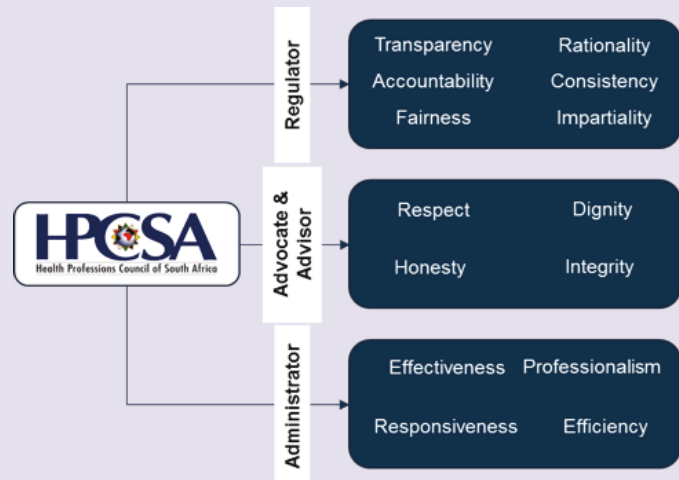 Regulator
Transparency Rationality
Accountability Consistency
Fairness Impartiality
HPCSA
Health Professions Council of South Africa
Advocate &
Advisor
Respect Dignity
Honesty Integrity
Administrator
Effectiveness Professionalism
Responsiveness Efficiency